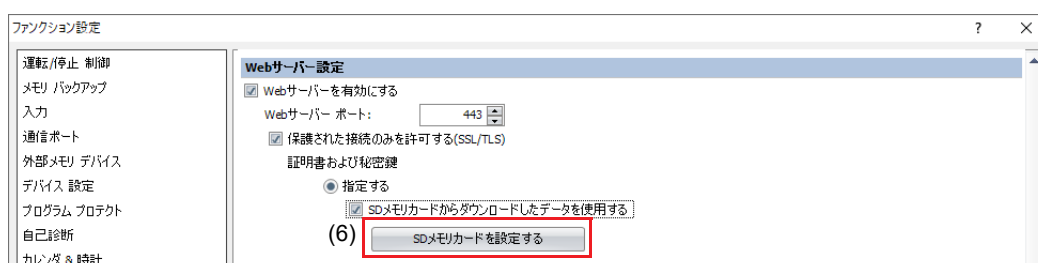 ファンクション設定 ? ×
運転/停止 制御
メモリ バックアップ
入力
通信ポート
外部メモリ デバイス
デバイス 設定
プログラム プロテクト
自己診断
カレンダ & 時計
Webサーバー設定
Webサーバーを有効にする
Webサーバー ポート: 443
保護された接続のみを許可する(SSL/TLS)
証明書および秘密鍵
指定する
SDメモリカードからダウンロードしたデータを使用する
(6) SDメモリカードを設定する